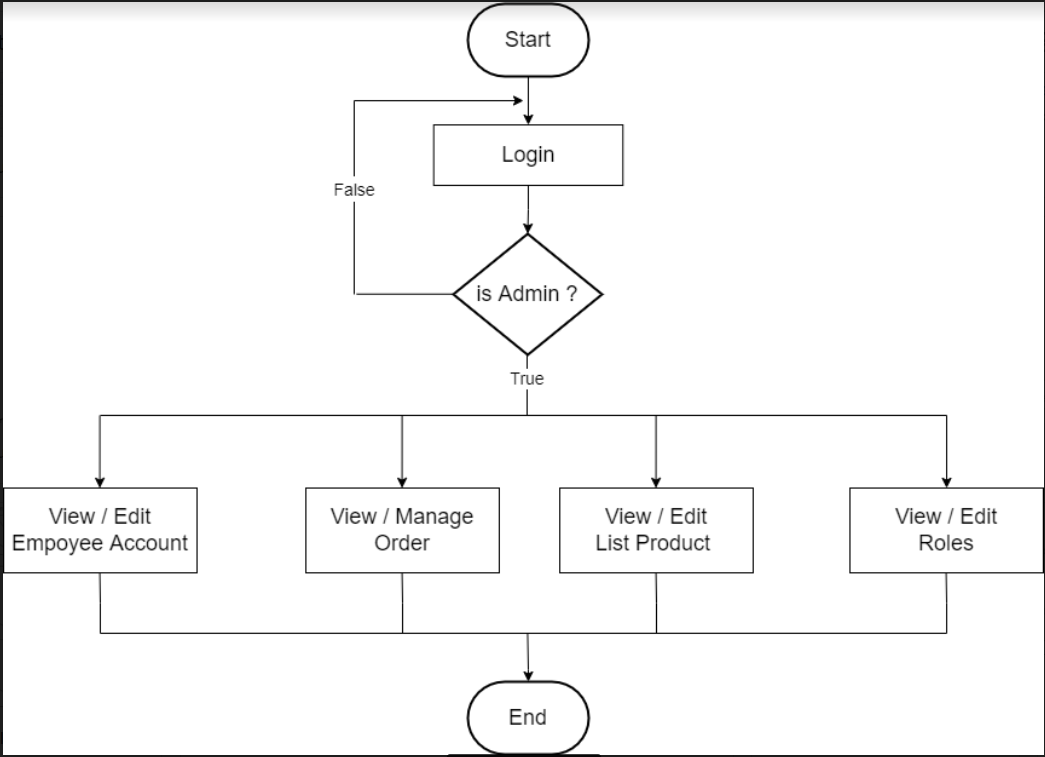 Start
Login
False
is Admin ?
True
View / Edit
Empoyee Account
View / Manage
Order
View / Edit
List Product
View / Edit
Roles
End